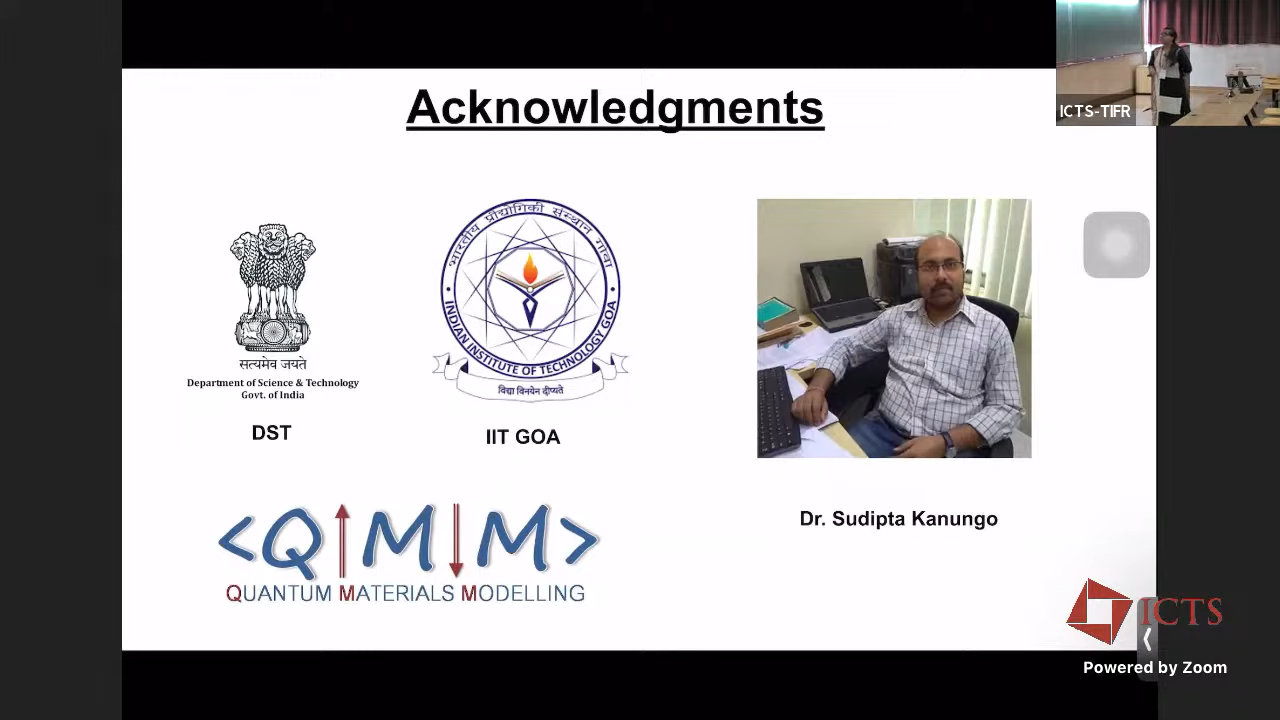 Acknowledgments
ICTS-TIFR
सत्यमेव जयते
Department of Science & Technology
Govt. of India
DST
भारतीय प्रौद्योगिकी संस्थान गोवा
INDIAN INSTITUTE OF TECHNOLOGY GOA
विद्या विनयेन दीप्यते
IIT GOA
Dr. Sudipta Kanungo
<Q M M>
QUANTUM MATERIALS MODELLING
ICTS
Powered by Zoom